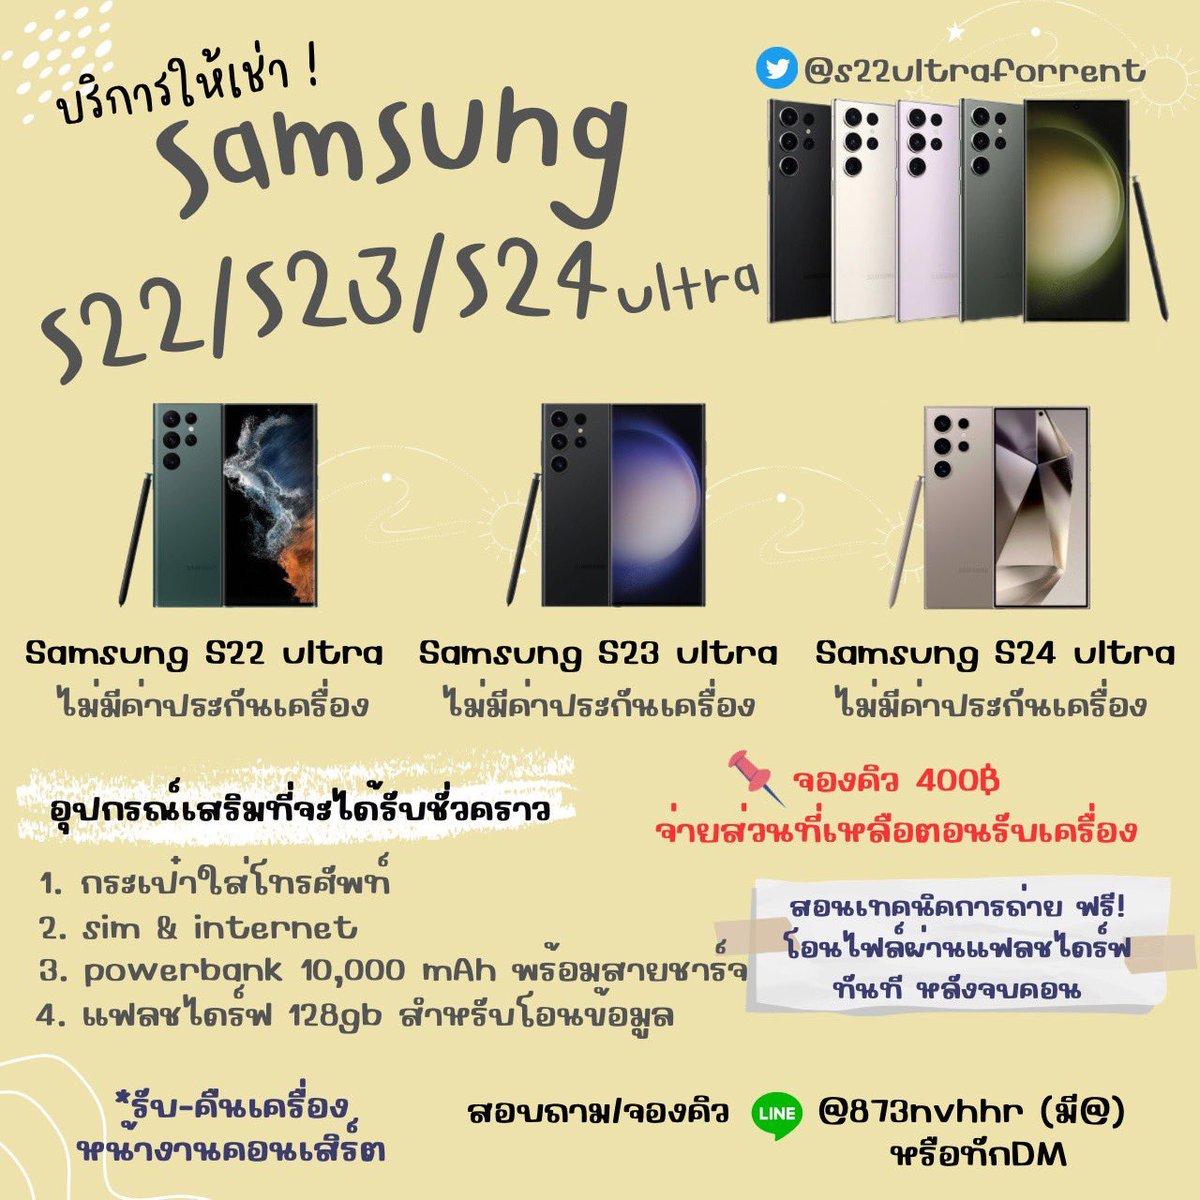 บริการให้เช่า !
@s22ultraforrent
Samsung
S22/S23/S24 ultra
Samsung S22 ultra
ไม่มีค่าประกันเครื่อง
Samsung S23 ultra
ไม่มีค่าประกันเครื่อง
Samsung S24 ultra
ไม่มีค่าประกันเครื่อง
อุปกรณ์เสริมที่จะได้รับชั่วคราว
1. กระเป๋าใส่โทรศัพท์
2. sim & internet
3. powerbank 10,000 mAh พร้อมสายชาร์จ
4. แฟลชไดร์ฟ 128gb สำหรับโอนข้อมูล
จองคิว 400฿
จ่ายส่วนที่เหลือตอนรับเครื่อง
สอนเทคนิคการถ่าย ฟรี!
โอนไฟล์ผ่านแฟลชไดร์ฟ
ทันที หลังจบคอน
*รับ-คืนเครื่อง
หน้างานคอนเสิร์ต
สอบถาม/จองคิว LINE @873nvhhr (มี@)
หรือทักDM